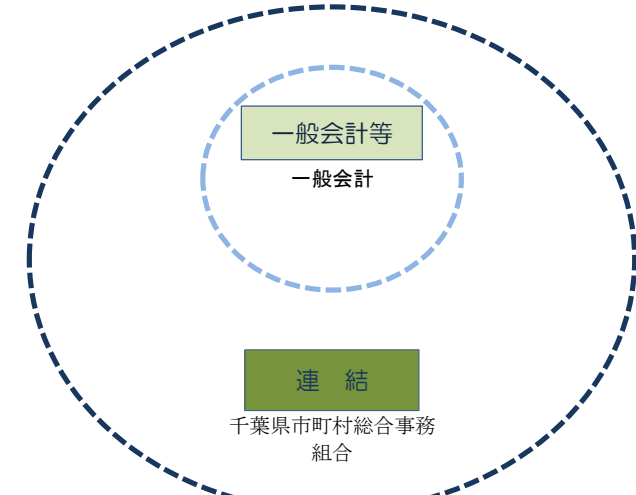 一般会計等
一般会計
連　結
千葉県市町村総合事務
組合